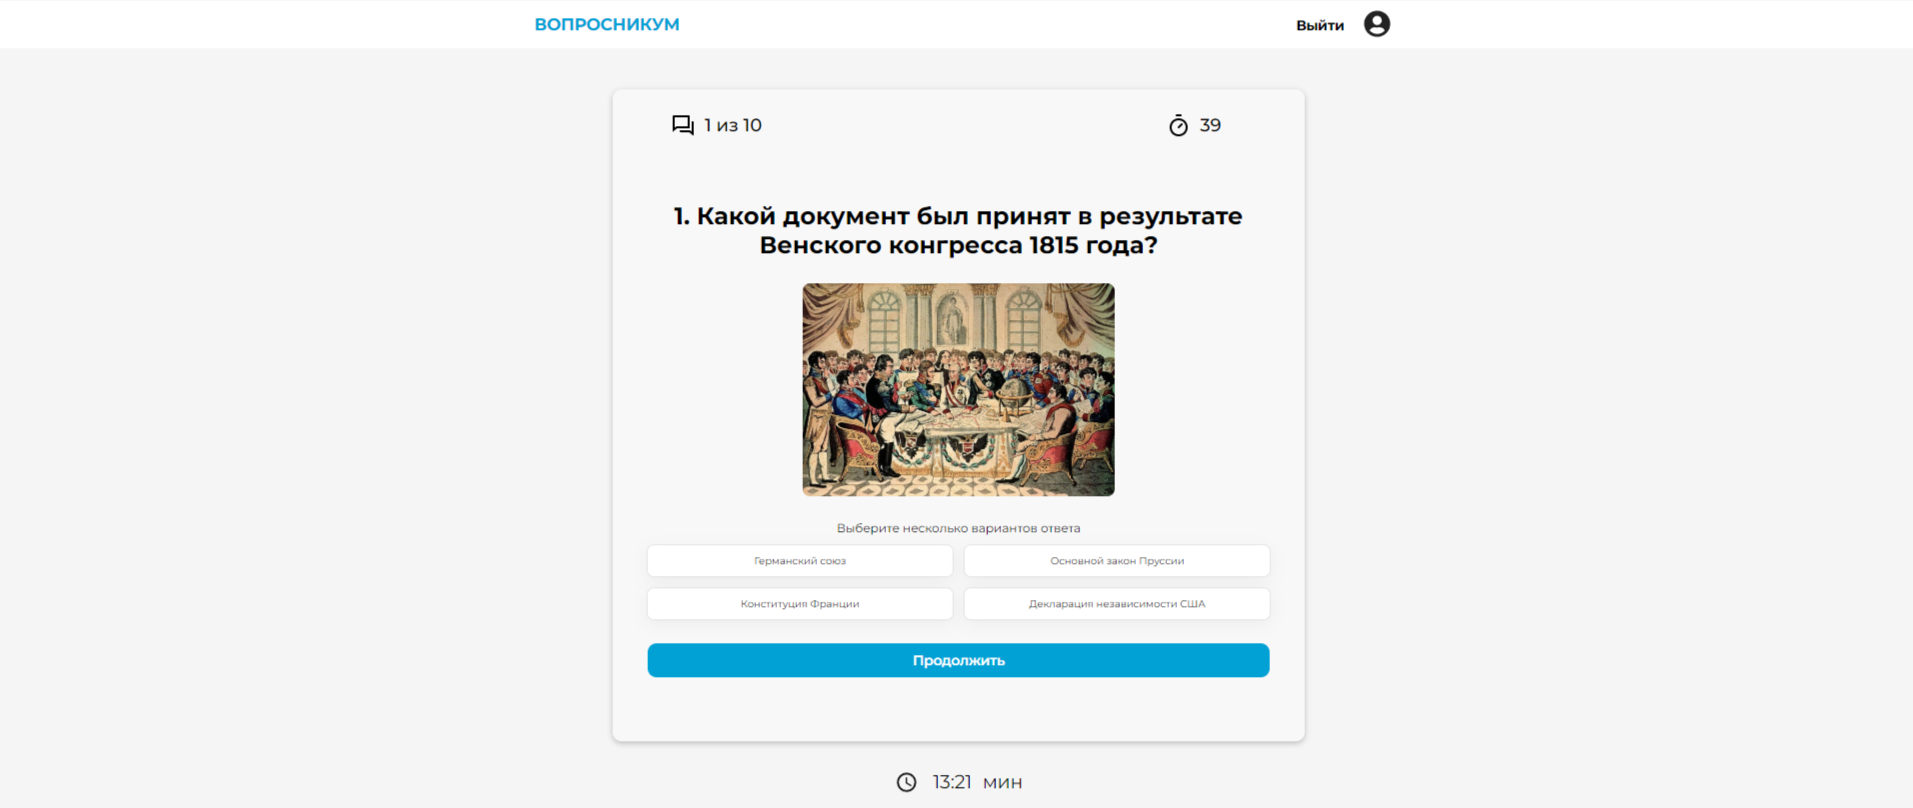 ВОПРОСНИКУМ
Выйти
1 из 10
39
1. Какой документ был принят в результате
Венского конгресса 1815 года?
Выберите несколько вариантов ответа
Германский союз
Основной закон Пруссии
Конституция Франции
Декларация независимости США
Продолжить
13:21 мин